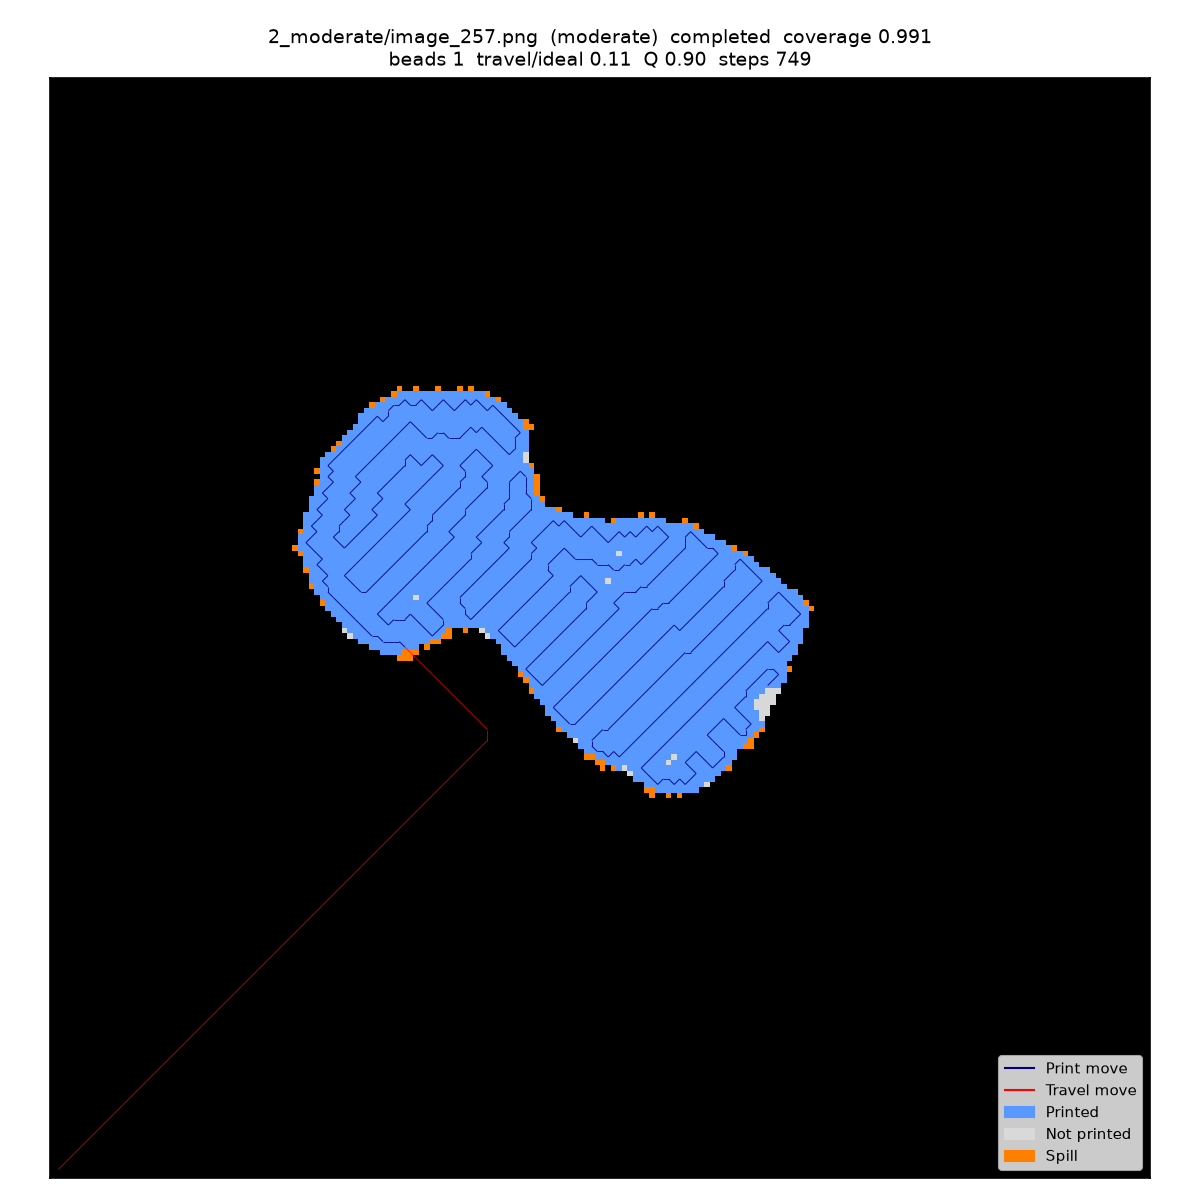 2_moderate/image_257.png  (moderate)  completed  coverage 0.991
beads 1  travel/ideal 0.11  Q 0.90  steps 749
Print move
Travel move
Printed
Not printed
Spill